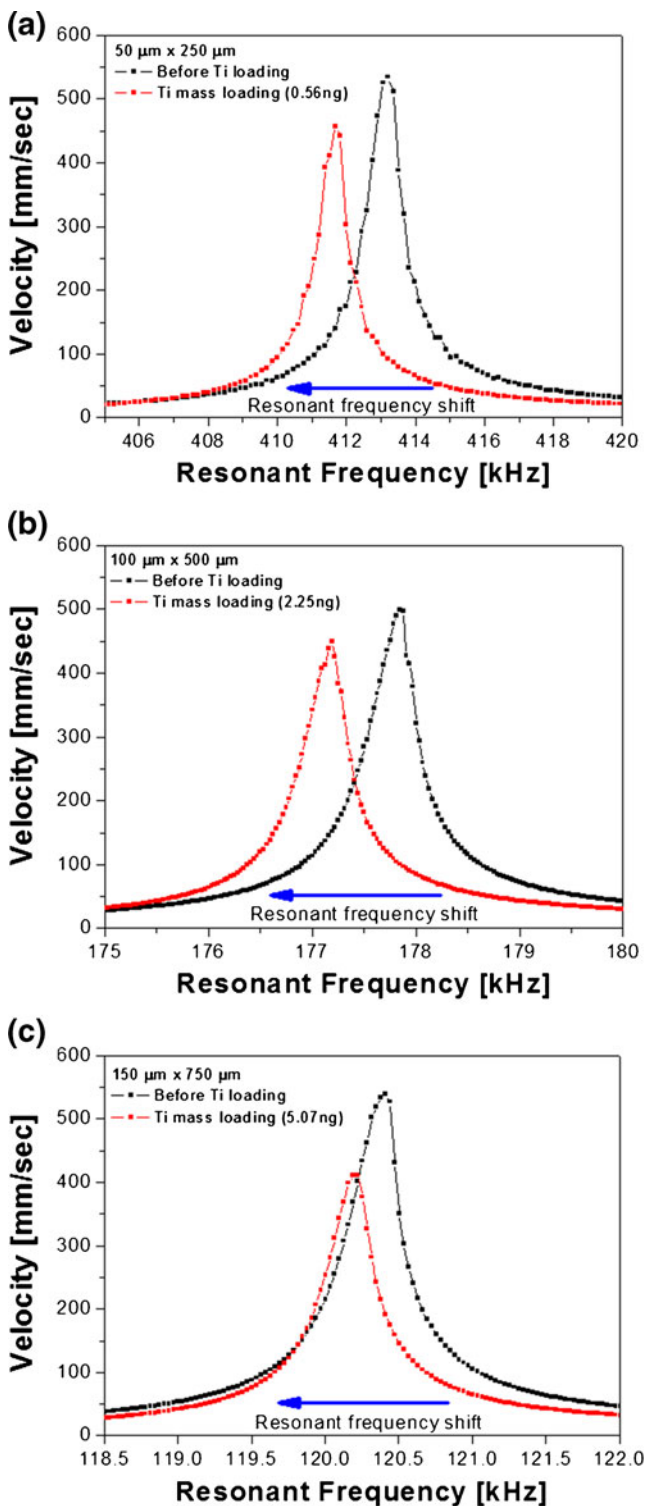 (a)
600
500
400
300
200
100
0
Velocity [mm/sec]
50 µm x 250 µm
Before Ti loading
Ti mass loading (0.56ng)
Resonant frequency shift
406 408 410 412 414 416 418 420
Resonant Frequency [kHz]
(b)
600
500
400
300
200
100
0
Velocity [mm/sec]
100 µm x 500 µm
Before Ti loading
Ti mass loading (2.25ng)
Resonant frequency shift
175 176 177 178 179 180
Resonant Frequency [kHz]
(c)
600
500
400
300
200
100
0
Velocity [mm/sec]
150 µm x 750 µm
Before Ti loading
Ti mass loading (5.07ng)
Resonant frequency shift
118.5 119.0 119.5 120.0 120.5 121.0 121.5 122.0
Resonant Frequency [kHz]